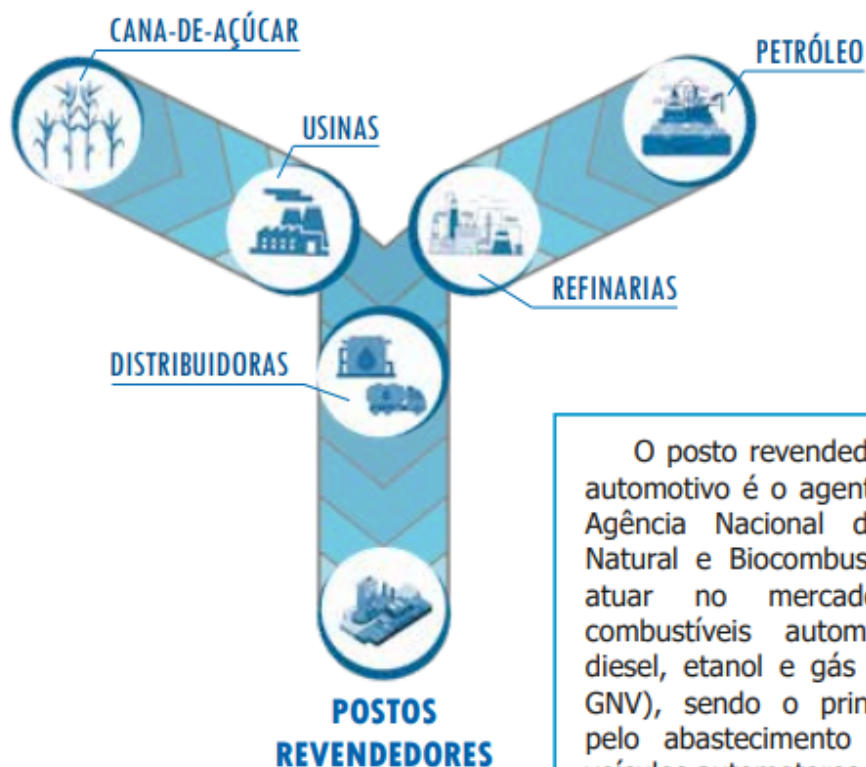 CANA-DE-AÇÚCAR
PETRÓLEO
USINAS
REFINARIAS
DISTRIBUIDORAS
POSTOS
REVENDEDORES
O posto revended
automotivo é o agent
Agência Nacional d
Natural e Biocombus
atuar no mercad
combustíveis autom
diesel, etanol e gás
GNV), sendo o prin
pelo abastecimento